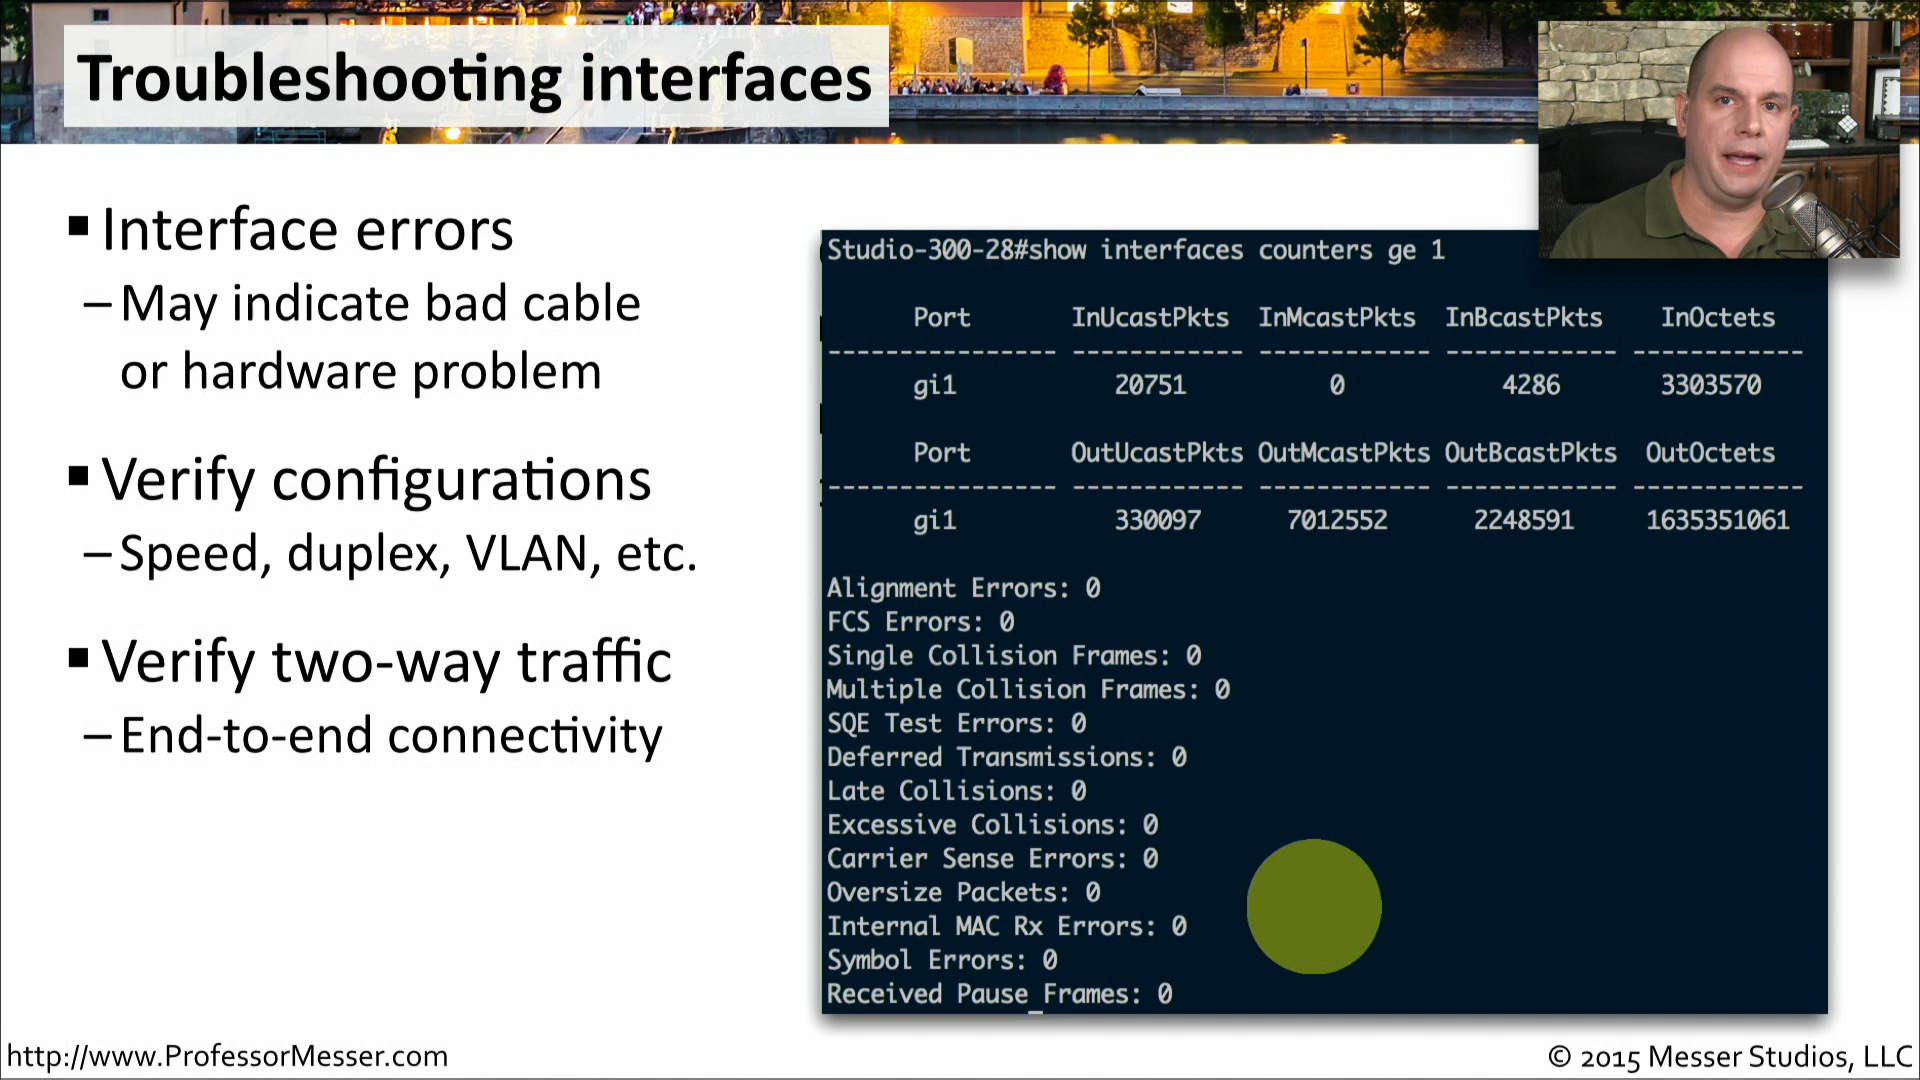 Troubleshooting interfaces
▪ Interface errors
– May indicate bad cable
or hardware problem
▪ Verify configurations
– Speed, duplex, VLAN, etc.
▪ Verify two-way traffic
– End-to-end connectivity
Studio-300-28#show interfaces counters ge 1
Port InUcastPkts InMcastPkts InBcastPkts InOctets
---------------- ------------ ------------ ------------ ------------
gi1 20751 0 4286 3303570
Port OutUcastPkts OutMcastPkts OutBcastPkts OutOctets
---------------- ------------ ------------ ------------ ------------
gi1 330097 7012552 2248591 1635351061
Alignment Errors: 0
FCS Errors: 0
Single Collision Frames: 0
Multiple Collision Frames: 0
SQE Test Errors: 0
Deferred Transmissions: 0
Late Collisions: 0
Excessive Collisions: 0
Carrier Sense Errors: 0
Oversize Packets: 0
Internal MAC Rx Errors: 0
Symbol Errors: 0
Received Pause Frames: 0
http://www.ProfessorMesser.com
© 2015 Messer Studios, LLC